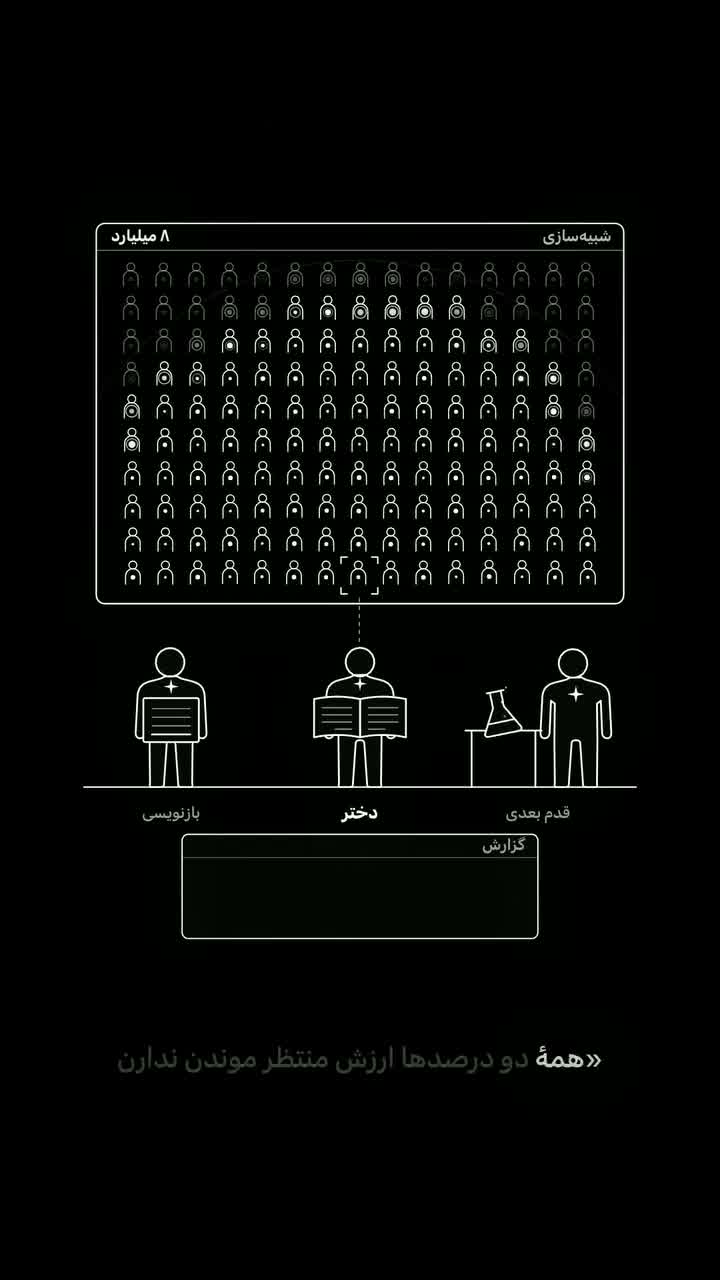 شبیه‌سازی
۸ میلیارد
قدم بعدی
دختر
بازنویسی
گزارش
«همهٔ دو درصدها ارزش منتظر موندن ندارن